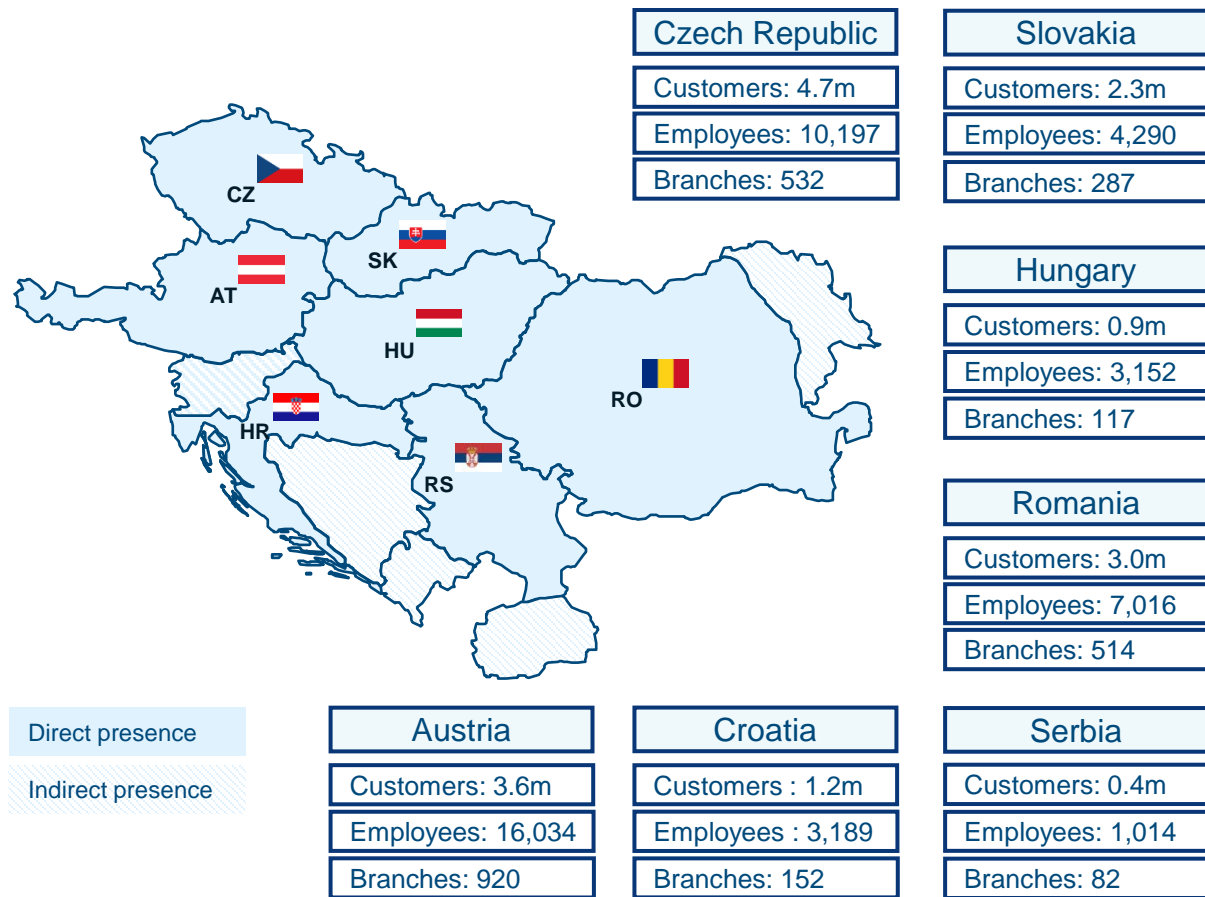 Czech Republic
Customers: 4.7m
Employees: 10,197
Branches: 532
Slovakia
Customers: 2.3m
Employees: 4,290
Branches: 287
CZ
SK
AT
HU
RO
HR
RS
Hungary
Customers: 0.9m
Employees: 3,152
Branches: 117
Romania
Customers: 3.0m
Employees: 7,016
Branches: 514
Direct presence
Indirect presence
Austria
Customers: 3.6m
Employees: 16,034
Branches: 920
Croatia
Customers : 1.2m
Employees : 3,189
Branches: 152
Serbia
Customers: 0.4m
Employees: 1,014
Branches: 82